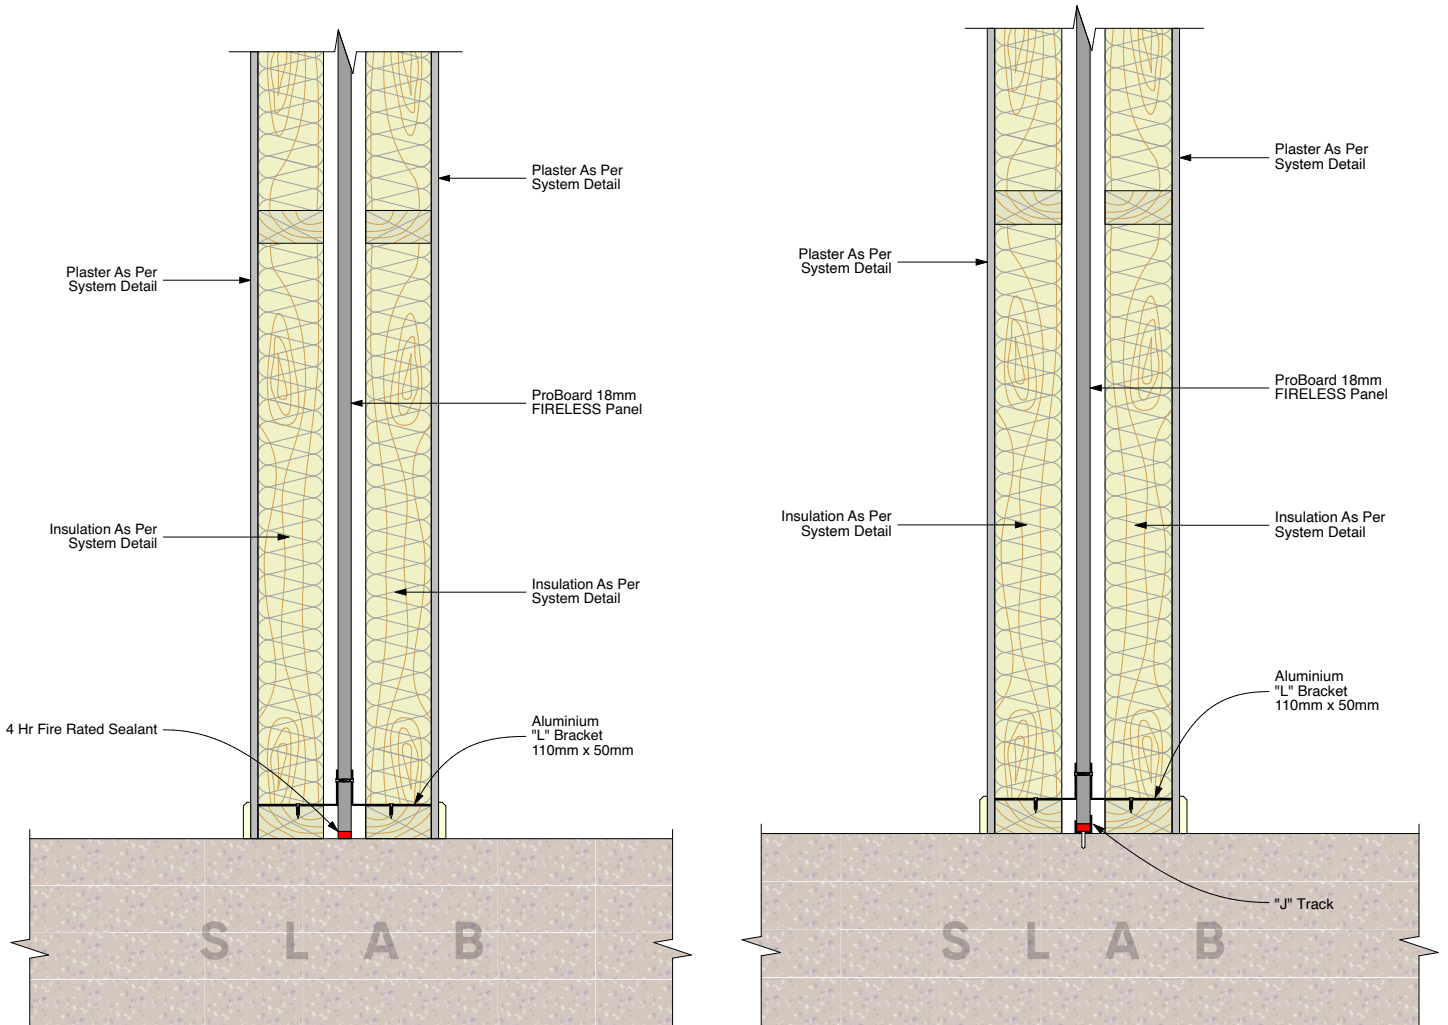 Plaster As Per
System Detail
Plaster As Per
System Detail
ProBoard 18mm
FIRELESS Panel
Insulation As Per
System Detail
Insulation As Per
System Detail
4 Hr Fire Rated Sealant
Aluminium
"L" Bracket
110mm x 50mm
S L A B
Plaster As Per
System Detail
Plaster As Per
System Detail
ProBoard 18mm
FIRELESS Panel
Insulation As Per
System Detail
Insulation As Per
System Detail
Aluminium
"L" Bracket
110mm x 50mm
"J" Track
S L A B